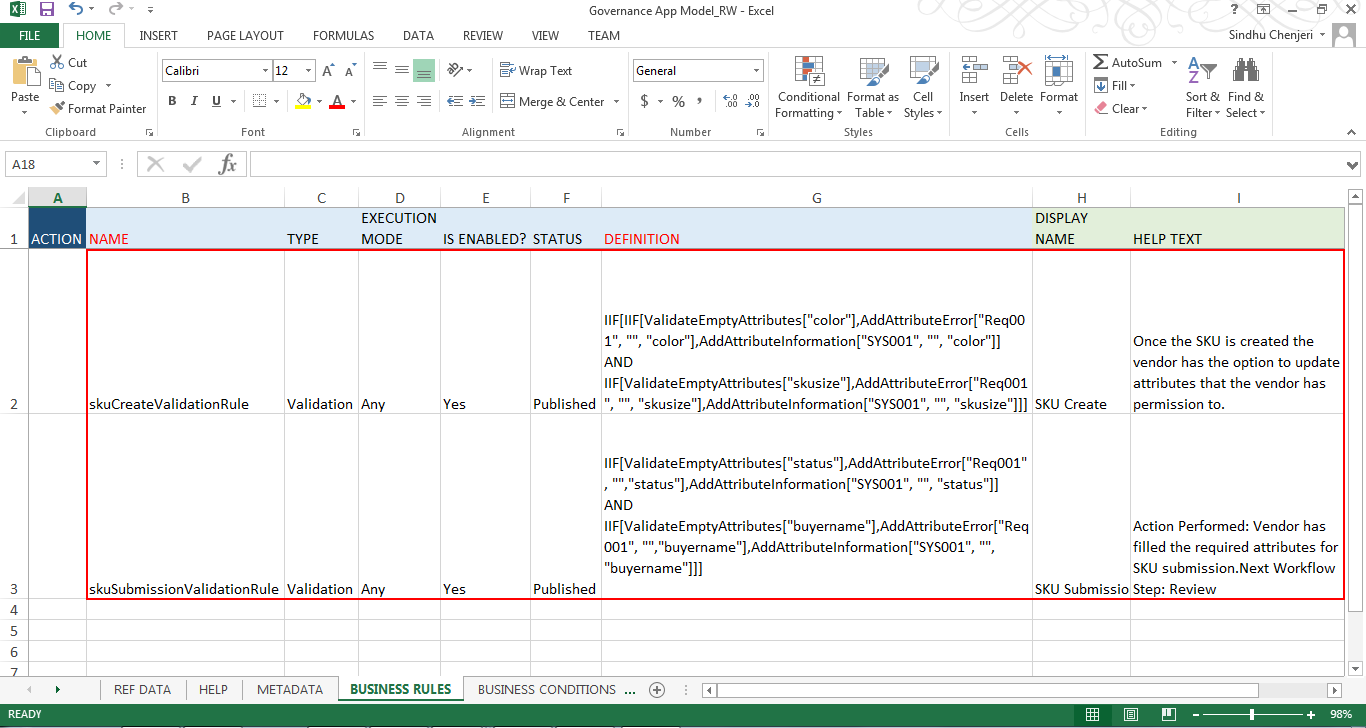 Governance App Model_RW - Excel
?
FILE
HOME
INSERT
PAGE LAYOUT
FORMULAS
DATA
REVIEW
VIEW
TEAM
Sindhu Chenjeri
Paste
Cut
Copy
Format Painter
Clipboard
Calibri
12
B I U
Font
Wrap Text
Merge & Center
Alignment
General
$ % ,
Number
Conditional
Formatting
Format as
Table
Cell
Styles
Styles
Insert
Delete
Format
Cells
AutoSum
Fill
Clear
Sort &
Filter
Find &
Select
Editing
A18
fx
A B C D E F G H I
1
ACTION
NAME
TYPE
EXECUTION
MODE
IS ENABLED?
STATUS
DEFINITION
DISPLAY
NAME
HELP TEXT
2
skuCreateValidationRule
Validation
Any
Yes
Published
IIF[IIF[ValidateEmptyAttributes["color"],AddAttributeError["Req00
1", "", "color"],AddAttributeInformation["SYS001", "", "color"]]
AND
IIF[ValidateEmptyAttributes["skusize"],AddAttributeError["Req001
", "", "skusize"],AddAttributeInformation["SYS001", "", "skusize"]]]
SKU Create
Once the SKU is created the
vendor has the option to update
attributes that the vendor has
permission to.
3
skuSubmissionValidationRule
Validation
Any
Yes
Published
IIF[ValidateEmptyAttributes["status"],AddAttributeError["Req001"
, "","status"],AddAttributeInformation["SYS001", "", "status"]]
AND
IIF[ValidateEmptyAttributes["buyername"],AddAttributeError["Req
001", "","buyername"],AddAttributeInformation["SYS001", "",
"buyername"]]]
SKU Submissio
Action Performed: Vendor has
filled the required attributes for
SKU submission.Next Workflow
Step: Review
4
5
6
7
REF DATA
HELP
METADATA
BUSINESS RULES
BUSINESS CONDITIONS ...
READY
98%